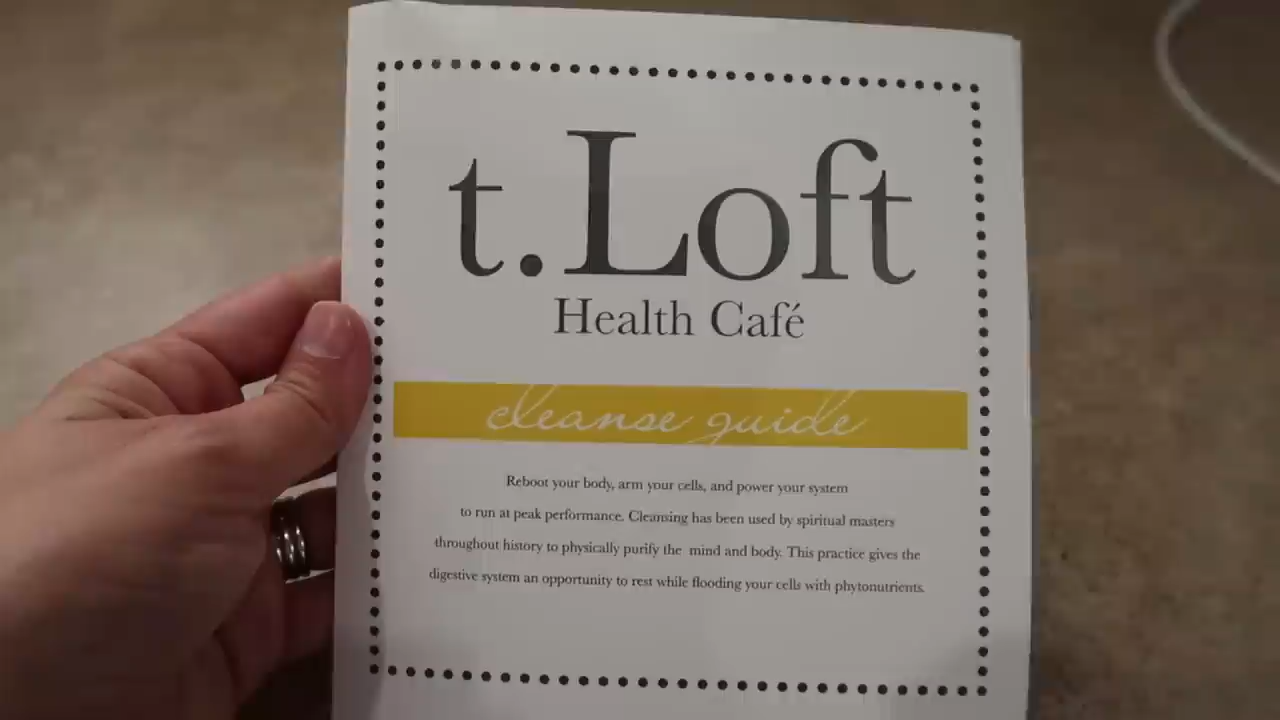 t.Loft
Health Café
cleanse guide
Reboot your body, arm your cells, and power your system
to run at peak performance. Cleansing has been used by spiritual masters
throughout history to physically purify the mind and body. This practice gives the
digestive system an opportunity to rest while flooding your cells with phytonutrients.